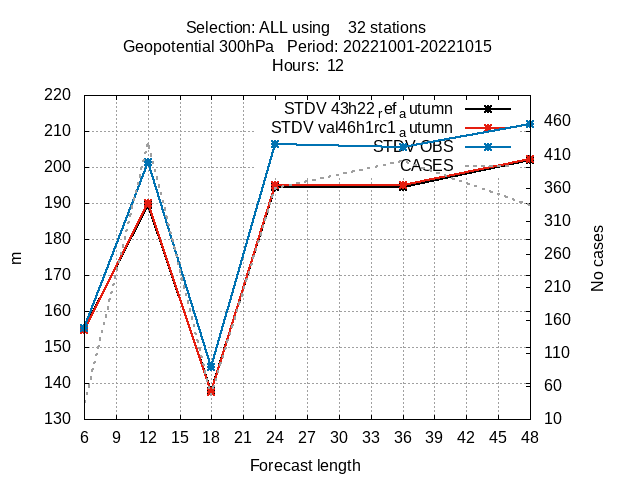 Selection: ALL using    32 stations
Geopotential 300hPa   Period: 20221001-20221015
Hours:  12
STDV 43h22ref_autumn
STDV val46h1rc1_autumn
STDV OBS
CASES
220
210
200
190
180
170
160
150
140
130
460
410
360
310
260
210
160
110
60
10
m
No cases
6 9 12 15 18 21 24 27 30 33 36 39 42 45 48
Forecast length